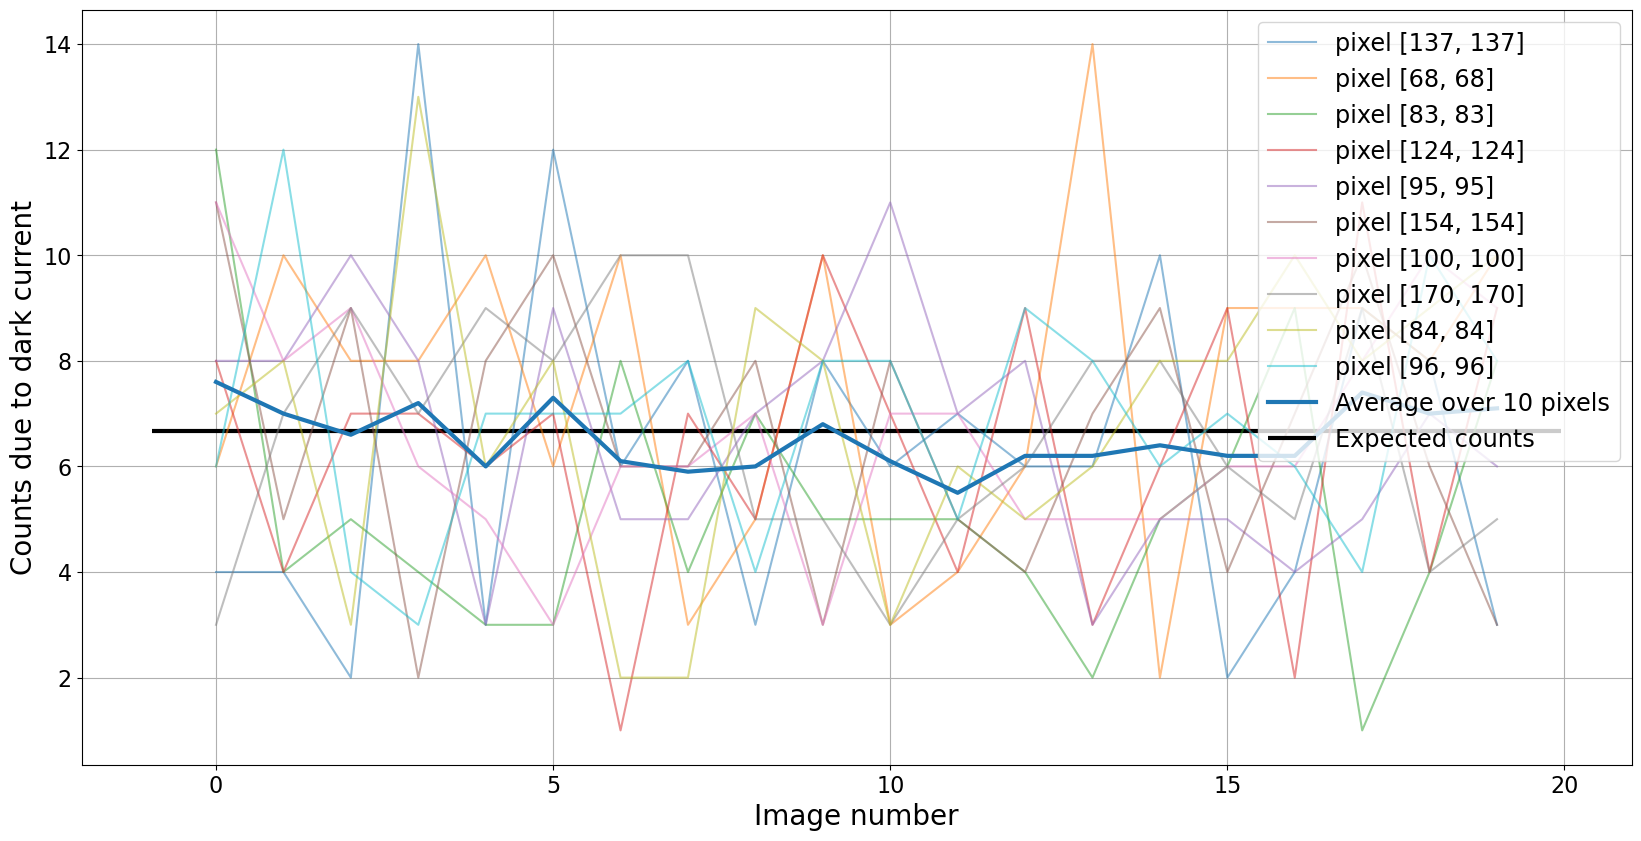 14
12
10
8
6
4
2
Counts due to dark current
0
5
10
15
20
Image number
pixel [137, 137]
pixel [68, 68]
pixel [83, 83]
pixel [124, 124]
pixel [95, 95]
pixel [154, 154]
pixel [100, 100]
pixel [170, 170]
pixel [84, 84]
pixel [96, 96]
Average over 10 pixels
Expected counts